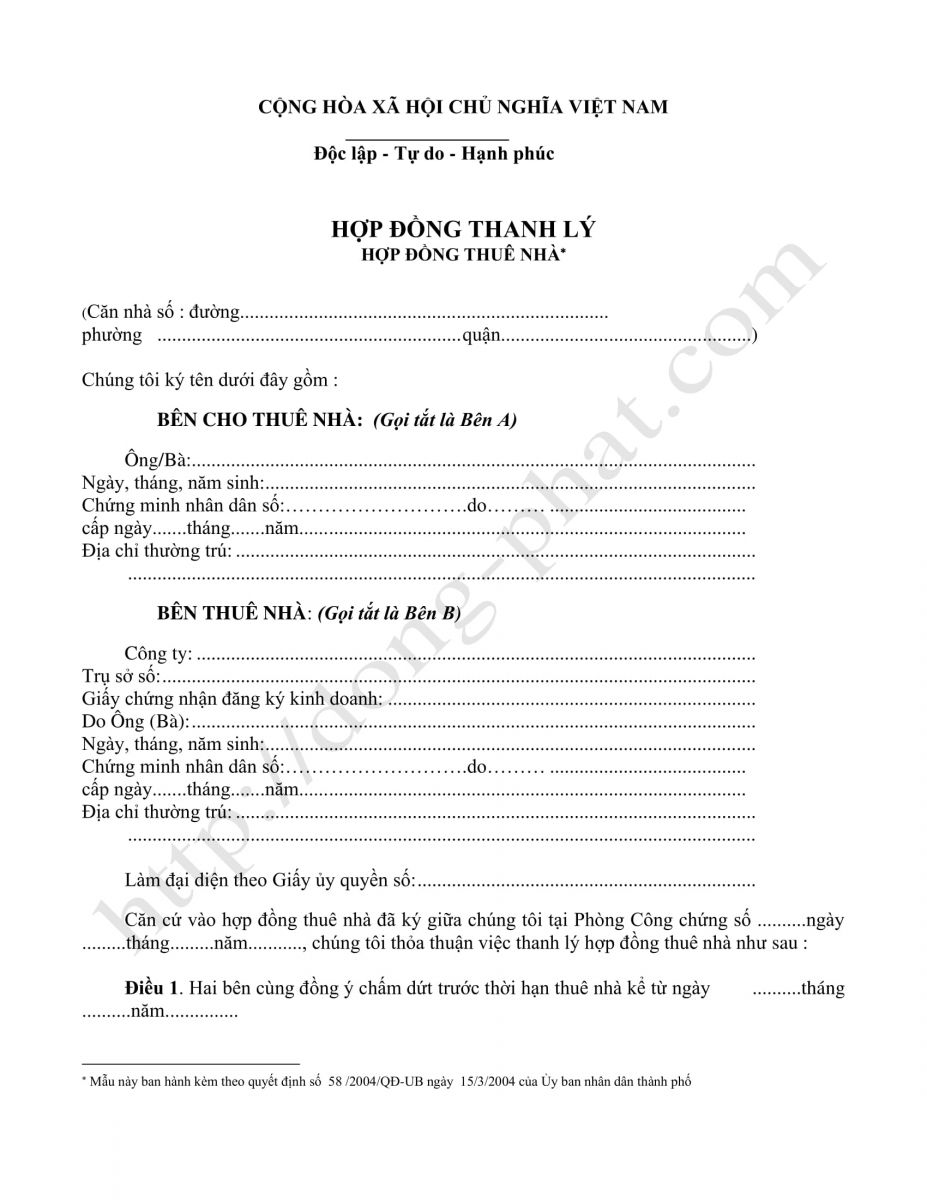 CỘNG HÒA XÃ HỘI CHỦ NGHĨA VIỆT NAM
Độc lập - Tự do - Hạnh phúc
HỢP ĐỒNG THANH LÝ
HỢP ĐỒNG THUÊ NHÀ*
(Căn nhà số : đường............................................................................
phường ...............................................................quận....................................................)
Chúng tôi ký tên dưới đây gồm :
BÊN CHO THUÊ NHÀ: (Gọi tắt là Bên A)
Ông/Bà:.....................................................................................................................
Ngày, tháng, năm sinh:.....................................................................................................
Chứng minh nhân dân số:……………………….do……… ........................................
cấp ngày.......tháng.......năm............................................................................................
Địa chỉ thường trú: ...........................................................................................................
.................................................................................................................................
BÊN THUÊ NHÀ: (Gọi tắt là Bên B)
Công ty: ...................................................................................................................
Trụ sở số:..........................................................................................................................
Giấy chứng nhận đăng ký kinh doanh: ............................................................................
Do Ông (Bà):....................................................................................................................
Ngày, tháng, năm sinh:.....................................................................................................
Chứng minh nhân dân số:……………………….do……… ........................................
cấp ngày.......tháng.......năm............................................................................................
Địa chỉ thường trú: ...........................................................................................................
.................................................................................................................................
Làm đại diện theo Giấy ủy quyền số:......................................................................
Căn cứ vào hợp đồng thuê nhà đã ký giữa chúng tôi tại Phòng Công chứng số ..........ngày
.........tháng.........năm..........., chúng tôi thỏa thuận việc thanh lý hợp đồng thuê nhà như sau :
Điều 1. Hai bên cùng đồng ý chấm dứt trước thời hạn thuê nhà kể từ ngày ..........tháng
..........năm...............
* Mẫu này ban hành kèm theo quyết định số 58 /2004/QĐ-UB ngày 15/3/2004 của Ủy ban nhân dân thành phố
http://dong-phat.com